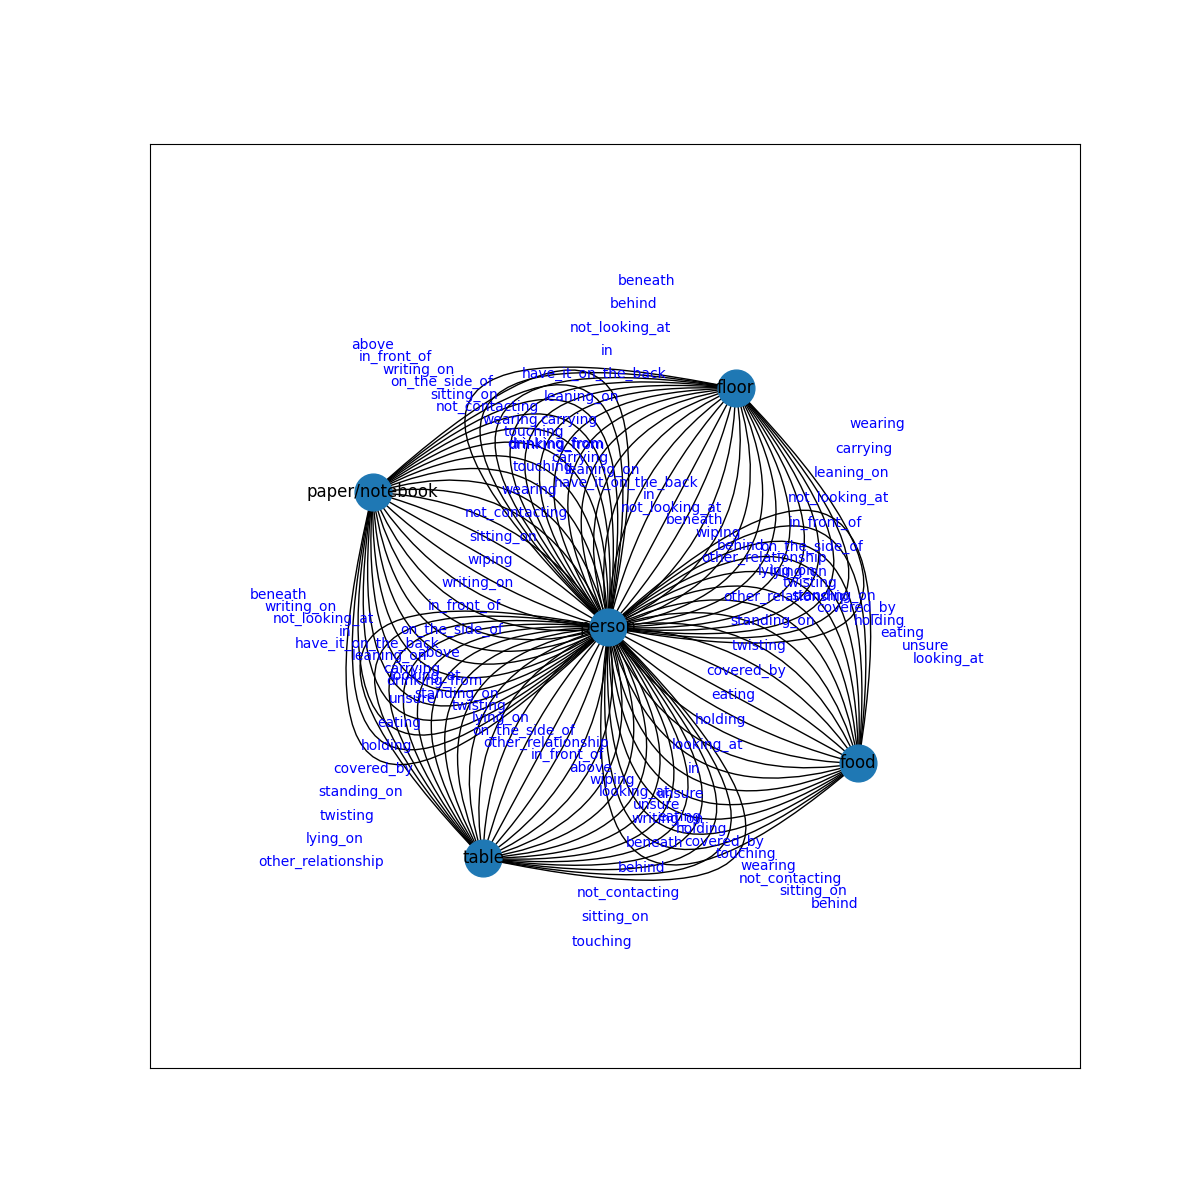 beneath
behind
not_looking_at
in
above
in_front_of
writing_on
have_it_on_the_back
on_the_side_of
floor
sitting_on
leaning_on
not_contacting
wearing
carrying
wearing
touching
drinking_from
carrying
carrying
leaning_on
touching
leaning_on
not_looking_at
have_it_on_the_back
paper/notebook
wearing
in
not_looking_at
not_contacting
beneath
in_front_of
wiping
sitting_on
behind
on_the_side_of
other_relationship
wiping
lying_on
lying_on
twisting
writing_on
beneath
other_relationship
standing_on
writing_on
in_front_of
covered_by
not_looking_at
standing_on
holding
in
on_the_side_of
person
eating
have_it_on_the_back
twisting
unsure
leaning_on
above
looking_at
carrying
looking_at
covered_by
drinking_from
standing_on
eating
unsure
twisting
lying_on
holding
eating
on_the_side_of
other_relationship
looking_at
holding
in_front_of
food
covered_by
above
in
wiping
standing_on
looking_at
unsure
unsure
twisting
writing_on
eating
holding
lying_on
beneath
covered_by
table
touching
other_relationship
behind
wearing
not_contacting
not_contacting
sitting_on
behind
sitting_on
touching